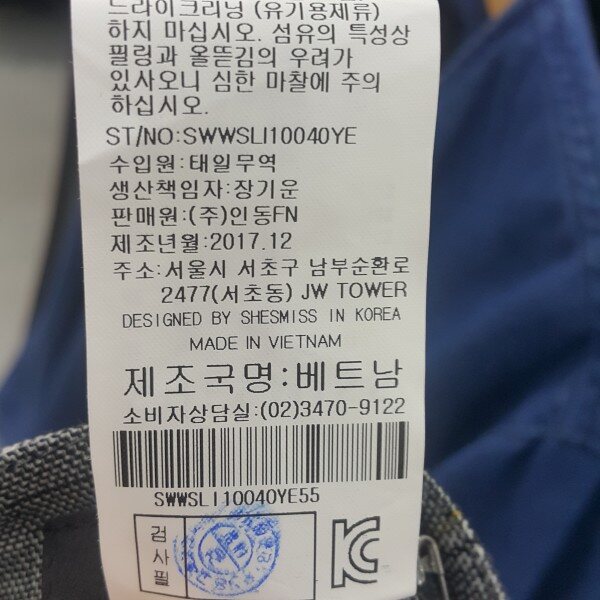 드라이크리닝 (유기용제류)
하지 마십시오. 섬유의 특성상
필링과 올뜯김의 우려가
있사오니 심한 마찰에 주의
하십시오.
ST/NO:SWWSLI10040YE
수입원:태일무역
생산책임자:장기운
판매원:(주)인동FN
제조년월:2017.12
주소:서울시 서초구 남부순환로
2477(서초동) JW TOWER
DESIGNED BY SHESMISS IN KOREA
MADE IN VIETNAM
제조국명:베트남
소비자상담실:(02)3470-9122
SWWSLI10040YE55
검사필
KC